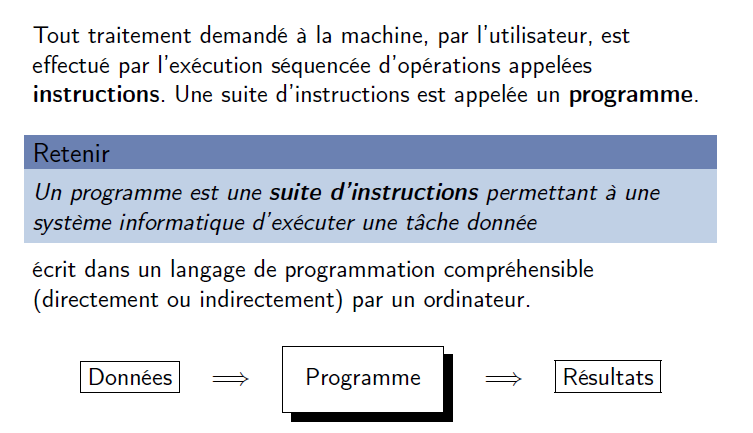 Tout traitement demandé à la machine, par l'utilisateur, est
effectué par l'exécution séquencée d'opérations appelées
instructions. Une suite d'instructions est appelée un programme.
Retenir
Un programme est une suite d'instructions permettant à une
système informatique d'exécuter une tâche donnée
écrit dans un langage de programmation compréhensible
(directement ou indirectement) par un ordinateur.
Données ⟹ Programme ⟹ Résultats